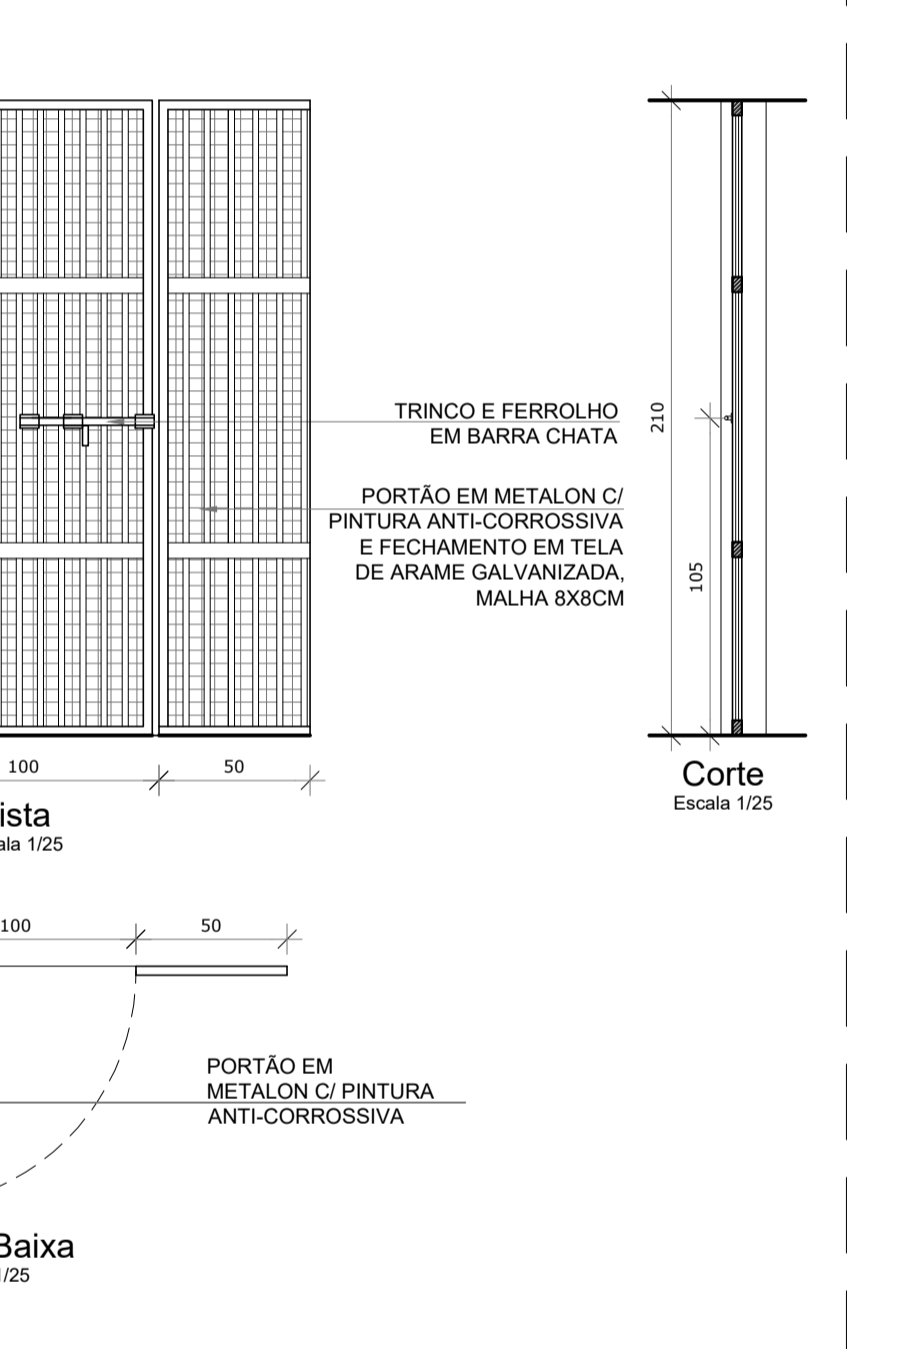 TRINCO E FERROLHO
EM BARRA CHATA
210
PORTÃO EM METALON C/
PINTURA ANTI-CORROSSIVA
E FECHAMENTO EM TELA
DE ARAME GALVANIZADA,
MALHA 8X8CM
105
100
50
ista
ala 1/25
Corte
Escala 1/25
100
50
PORTÃO EM
METALON C/ PINTURA
ANTI-CORROSSIVA
Baixa
/25